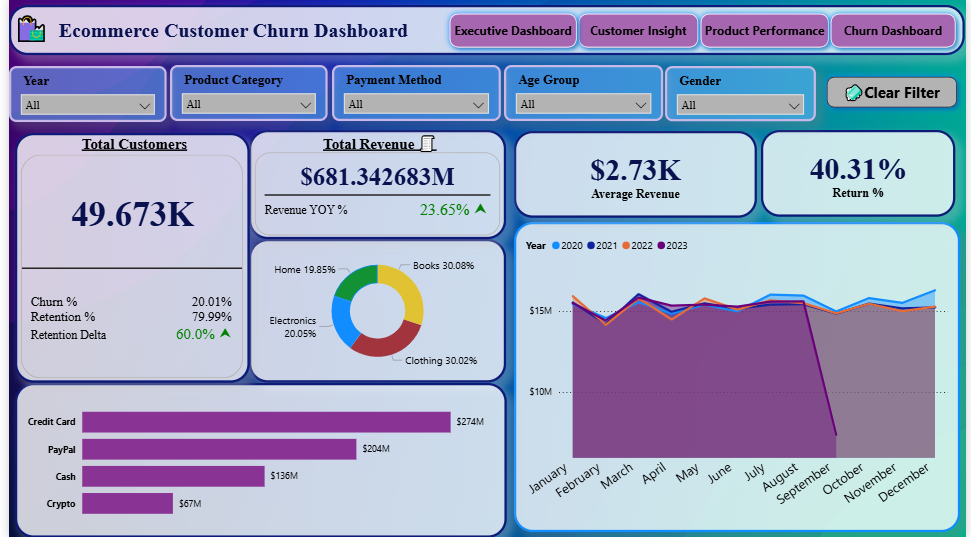 Ecommerce Customer Churn Dashboard
Executive Dashboard
Customer Insight
Product Performance
Churn Dashboard
Year
All
Product Category
All
Payment Method
All
Age Group
All
Gender
All
Clear Filter
Total Customers
49.673K
Churn % 20.01%
Retention % 79.99%
Retention Delta 60.0%
Total Revenue
$681.342683M
Revenue YOY % 23.65%
$2.73K
Average Revenue
40.31%
Return %
Home 19.85%
Books 30.08%
Electronics
20.05%
Clothing 30.02%
Year 2020 2021 2022 2023
$15M
$10M
January
February
March
April
May
June
July
August
September
October
November
December
Credit Card $274M
PayPal $204M
Cash $136M
Crypto $67M